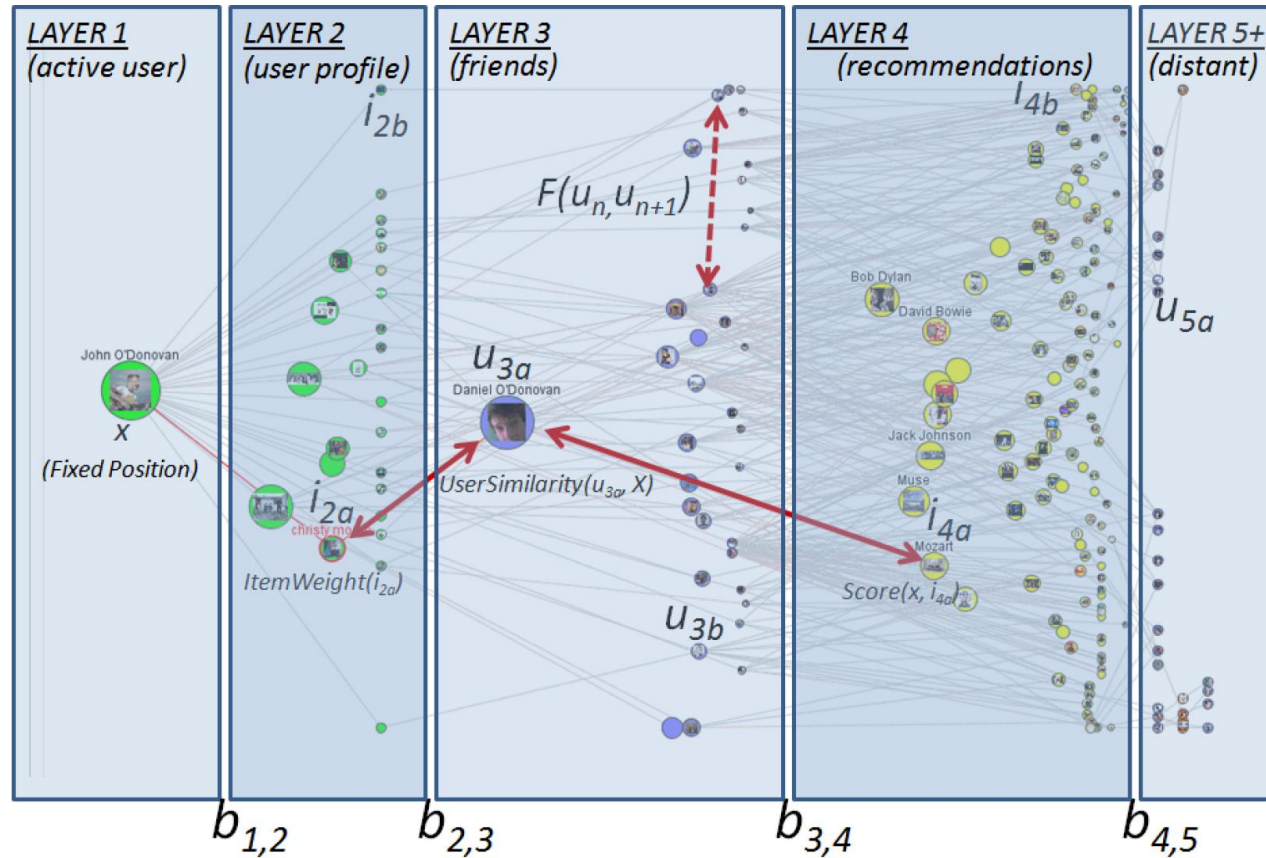 LAYER 1
(active user)
LAYER 2
(user profile)
LAYER 3
(friends)
LAYER 4
(recommendations)
LAYER 5+
(distant)
i2b
i4b
F(un,un+1)
Bob Dylan
David Bowie
u5a
John O'Donovan
x
(Fixed Position)
u3a
Daniel O'Donovan
Jack Johnson
UserSimilarity(u3a, X)
Muse
i2a
christy mo
i4a
Mozart
ItemWeight(i2a)
Score(x, i4a)
u3b
b1,2
b2,3
b3,4
b4,5